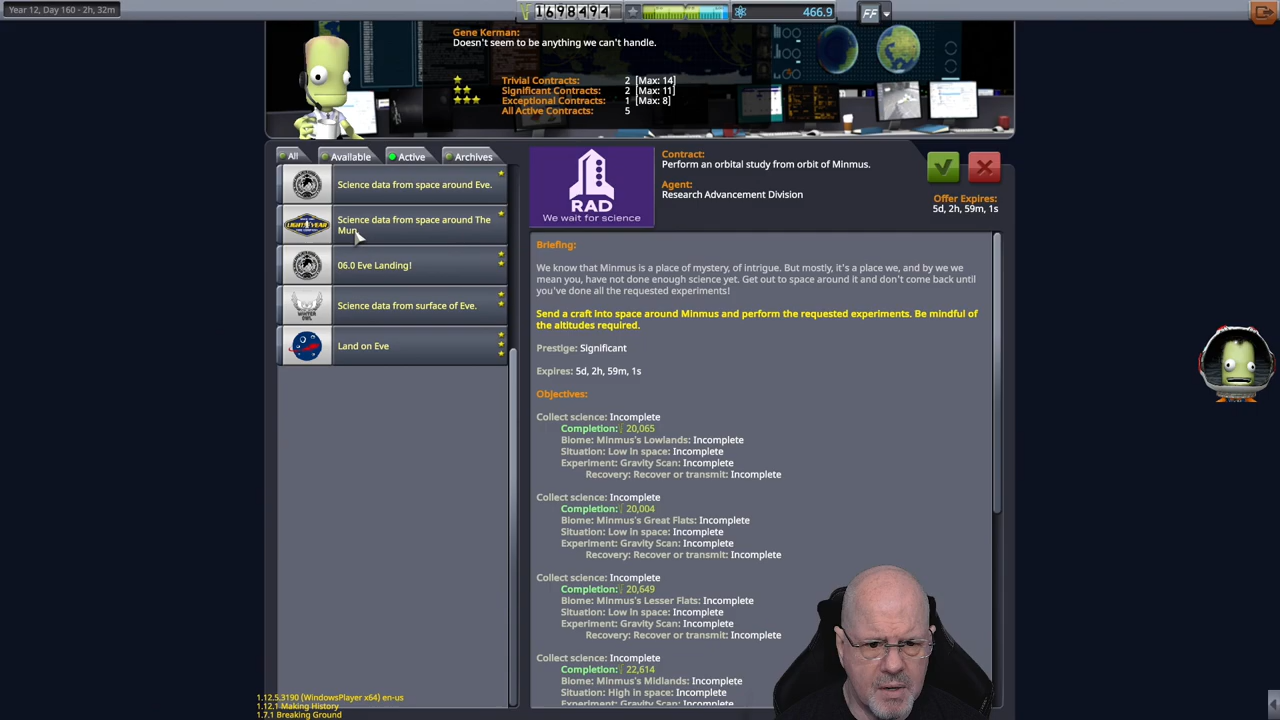 Year 12, Day 160 - 2h, 32m
1698494
466.9
FF
Gene Kerman:
Doesn't seem to be anything we can't handle.
Trivial Contracts: 2 [Max: 14]
Significant Contracts: 2 [Max: 11]
Exceptional Contracts: 1 [Max: 8]
All Active Contracts: 5
All
Available
Active
Archives
Science data from space around Eve.
LIGHT YEAR
Science data from space around The
Mun.
06.0 Eve Landing!
WINTER
OWL
Science data from surface of Eve.
Land on Eve
RAD
We wait for science
Contract:
Perform an orbital study from orbit of Minmus.
Agent:
Research Advancement Division
Offer Expires:
5d, 2h, 59m, 1s
Briefing:
We know that Minmus is a place of mystery, of intrigue. But mostly, it's a place we, and by we we
mean you, have not done enough science yet. Get out to space around it and don't come back until
you've done all the requested experiments!
Send a craft into space around Minmus and perform the requested experiments. Be mindful of
the altitudes required.
Prestige: Significant
Expires: 5d, 2h, 59m, 1s
Objectives:
Collect science: Incomplete
Completion: 20,065
Biome: Minmus's Lowlands: Incomplete
Situation: Low in space: Incomplete
Experiment: Gravity Scan: Incomplete
Recovery: Recover or transmit: Incomplete
Collect science: Incomplete
Completion: 20,004
Biome: Minmus's Great Flats: Incomplete
Situation: Low in space: Incomplete
Experiment: Gravity Scan: Incomplete
Recovery: Recover or transmit: Incomplete
Collect science: Incomplete
Completion: 20,649
Biome: Minmus's Lesser Flats: Incomplete
Situation: Low in space: Incomplete
Experiment: Gravity Scan: Incomplete
Recovery: Recover or transmit: Incomplete
Collect science: Incomplete
Completion: 22,614
Biome: Minmus's Midlands: Incomplete
Situation: High in space: Incomplete
Experiment: Gravity Scan: Incomplete
1.12.5.3190 (WindowsPlayer x64) en-us
1.12.1 Making History
1.7.1 Breaking Ground